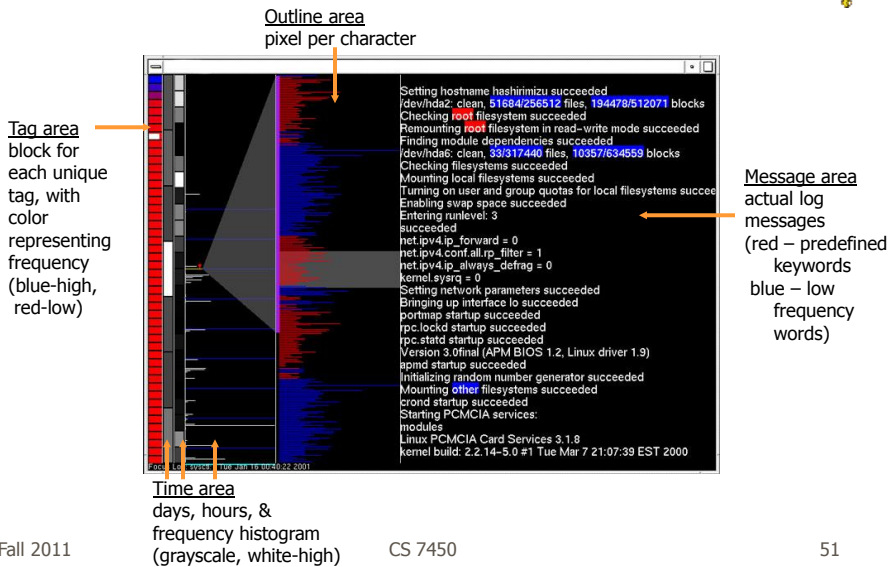 Outline area
pixel per character
Tag area
block for
each unique
tag, with
color
representing
frequency
(blue-high,
red-low)
Setting hostname hashirimizu succeeded
/dev/hda2: clean, 51684/256512 files, 194478/512071 blocks
Checking root filesystem succeeded
Remounting root filesystem in read-write mode succeeded
Finding module dependencies succeeded
/dev/hda6: clean, 33/317440 files, 10357/634559 blocks
Checking filesystems succeeded
Mounting local filesystems succeeded
Turning on user and group quotas for local filesystems succee
Enabling swap space succeeded
Entering runlevel: 3
succeeded
net.ipv4.ip_forward = 0
net.ipv4.conf.all.rp_filter = 1
net.ipv4.ip_always_defrag = 0
kernel.sysrq = 0
Setting network parameters succeeded
Bringing up interface lo succeeded
portmap startup succeeded
rpc.lockd startup succeeded
rpc.statd startup succeeded
Version 3.0final (APM BIOS 1.2, Linux driver 1.9)
apmd startup succeeded
Initializing random number generator succeeded
Mounting other filesystems succeeded
crond startup succeeded
Starting PCMCIA services:
modules
Linux PCMCIA Card Services 3.1.8
kernel build: 2.2.14-5.0 #1 Tue Mar 7 21:07:39 EST 2000
Focus Log: sysctl Tue Jan 16 00:40:22 2001
Message area
actual log
messages
(red – predefined
keywords
blue – low
frequency
words)
Time area
days, hours, &
frequency histogram
(grayscale, white-high)
Fall 2011
CS 7450
51